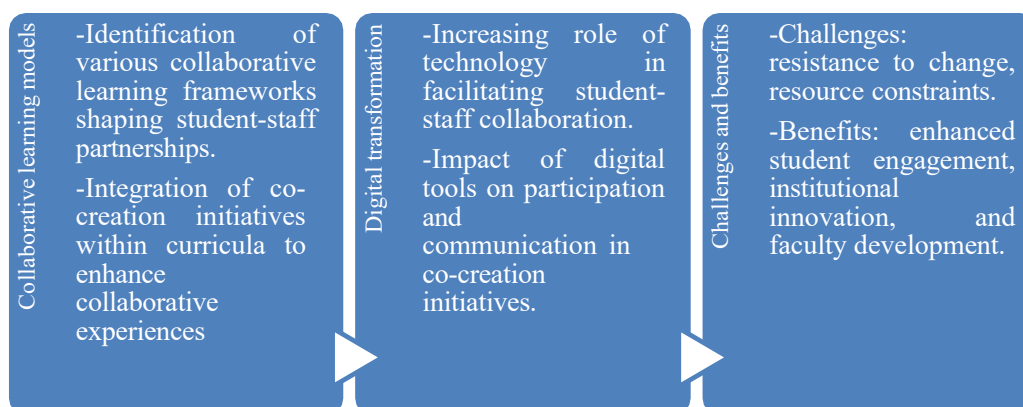 Collaborative learning models
-Identification of
various collaborative
learning frameworks
shaping student-staff
partnerships.
-Integration of co-
creation initiatives
within curricula to
enhance
collaborative
experiences
Digital transformation
-Increasing role of
technology in
facilitating student-
staff collaboration.
-Impact of digital
tools on participation
and
communication in
co-creation
initiatives.
Challenges and benefits
-Challenges:
resistance to change,
resource constraints.
-Benefits: enhanced
student engagement,
institutional
innovation, and
faculty development.